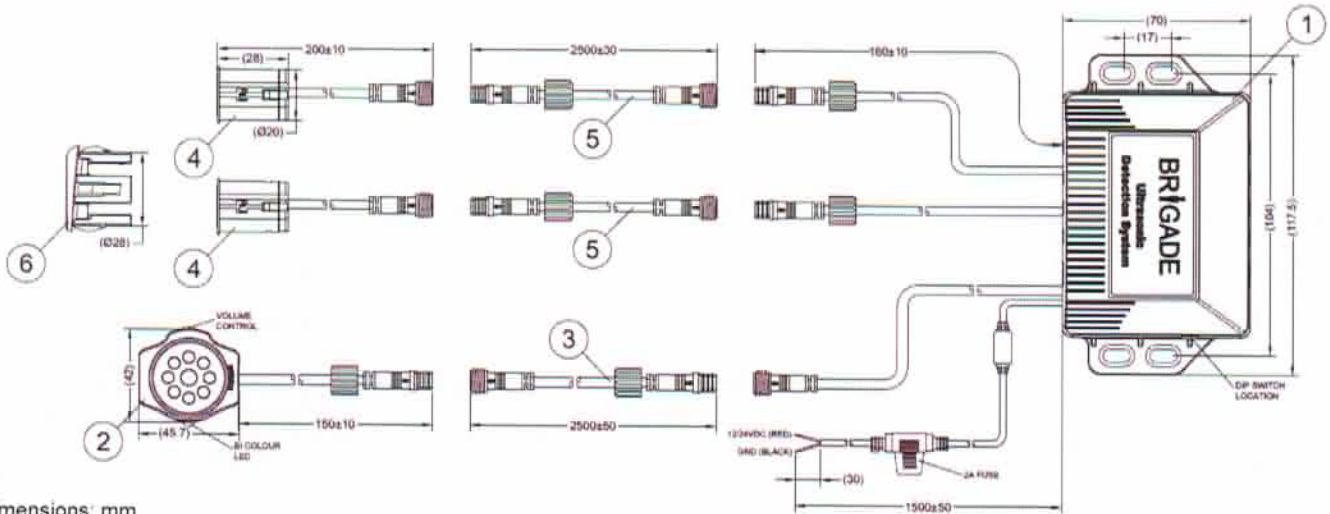 200±10
2500±30
160±10
(70)
(17)
1
(28)
(Ø20)
4
5
BRIGADE
Ultrasonic
Detection System
(106)
(117.5)
(Ø28)
6
4
5
VOLUME
CONTROL
3
(42)
2
(45.7)
BI COLOUR
LED
150±10
2500±50
12/24VDC (RED)
GND (BLACK)
2A FUSE
(30)
1500±50
DIP SWITCH
LOCATION
mensions: mm